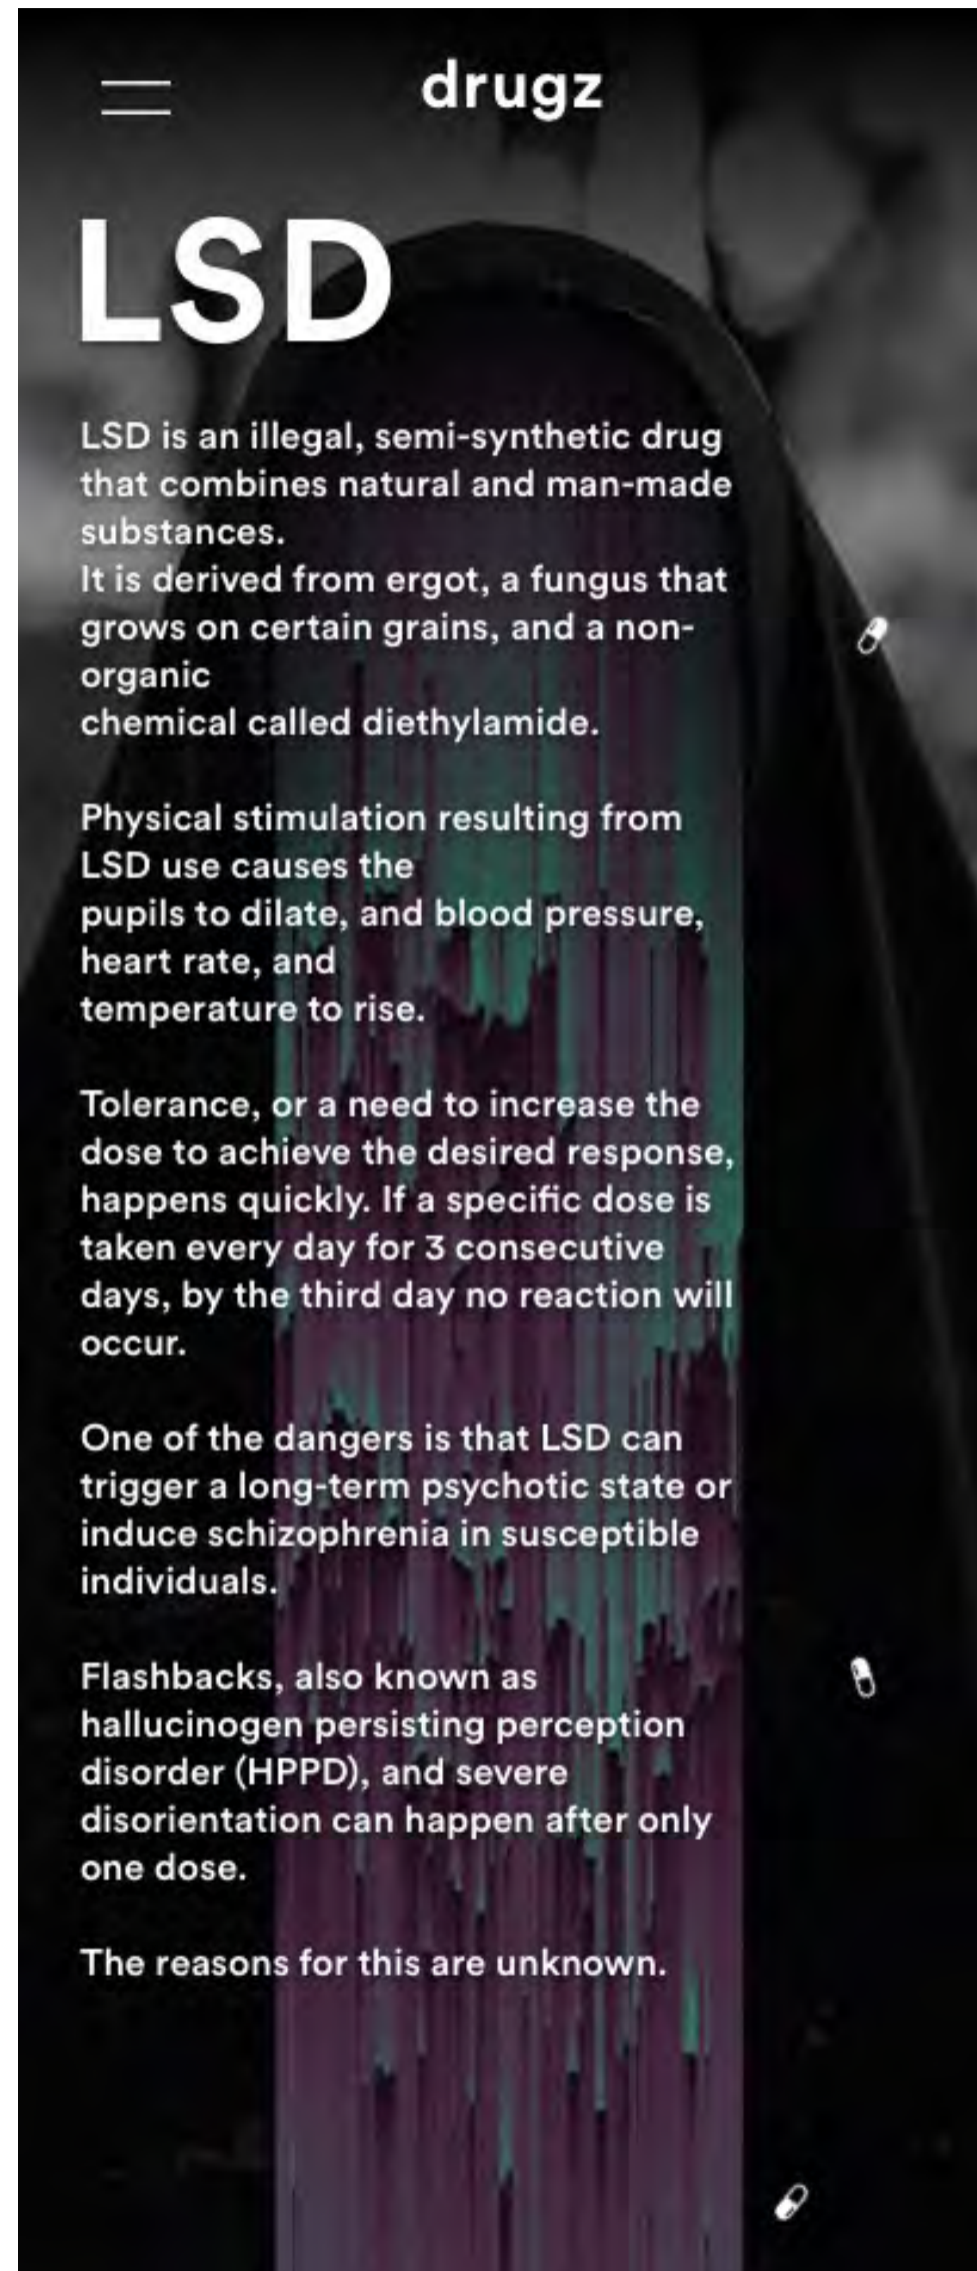 drugz
LSD
LSD is an illegal, semi-synthetic drug
that combines natural and man-made
substances.
It is derived from ergot, a fungus that
grows on certain grains, and a non-
organic
chemical called diethylamide.
Physical stimulation resulting from
LSD use causes the
pupils to dilate, and blood pressure,
heart rate, and
temperature to rise.
Tolerance, or a need to increase the
dose to achieve the desired response,
happens quickly. If a specific dose is
taken every day for 3 consecutive
days, by the third day no reaction will
occur.
One of the dangers is that LSD can
trigger a long-term psychotic state or
induce schizophrenia in susceptible
individuals.
Flashbacks, also known as
hallucinogen persisting perception
disorder (HPPD), and severe
disorientation can happen after only
one dose.
The reasons for this are unknown.